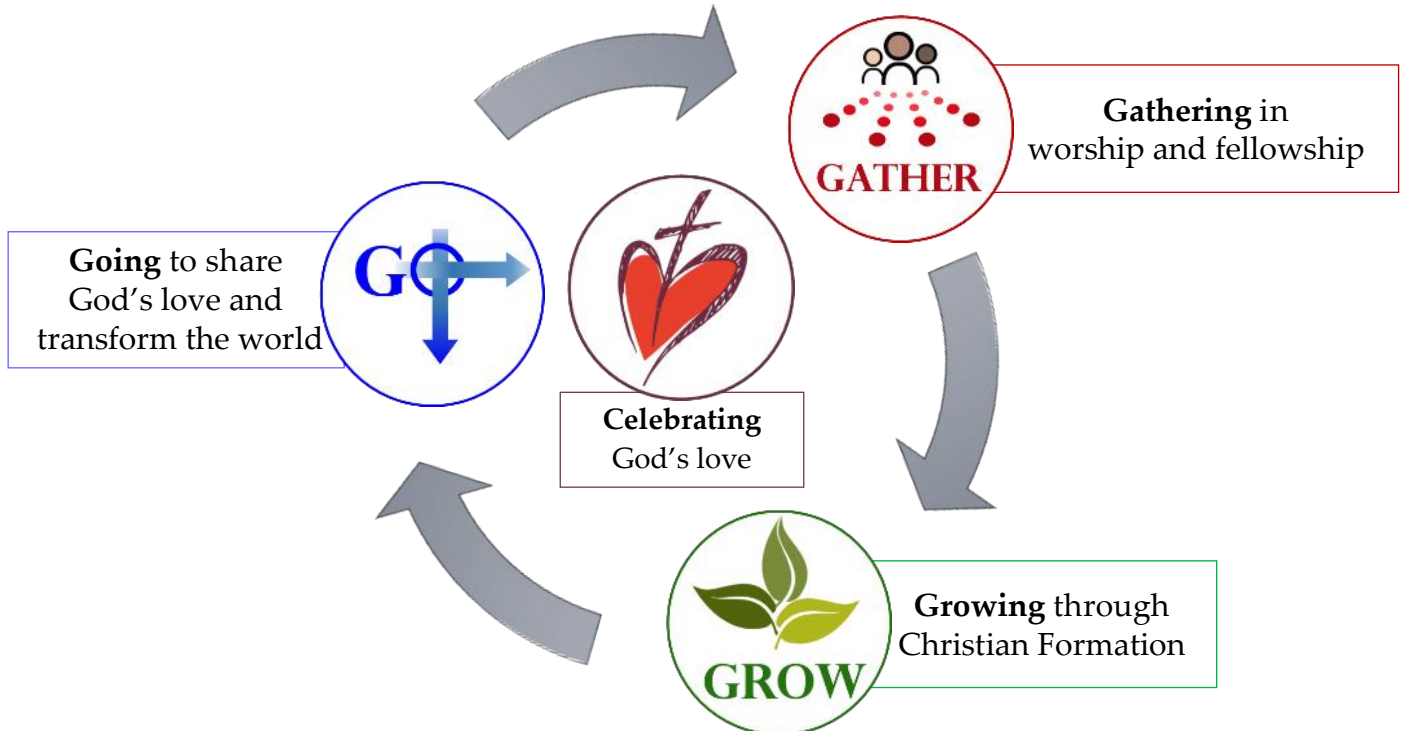 GATHER
Gathering in
worship and fellowship
GO
Going to share
God's love and
transform the world
Celebrating
God's love
GROW
Growing through
Christian Formation